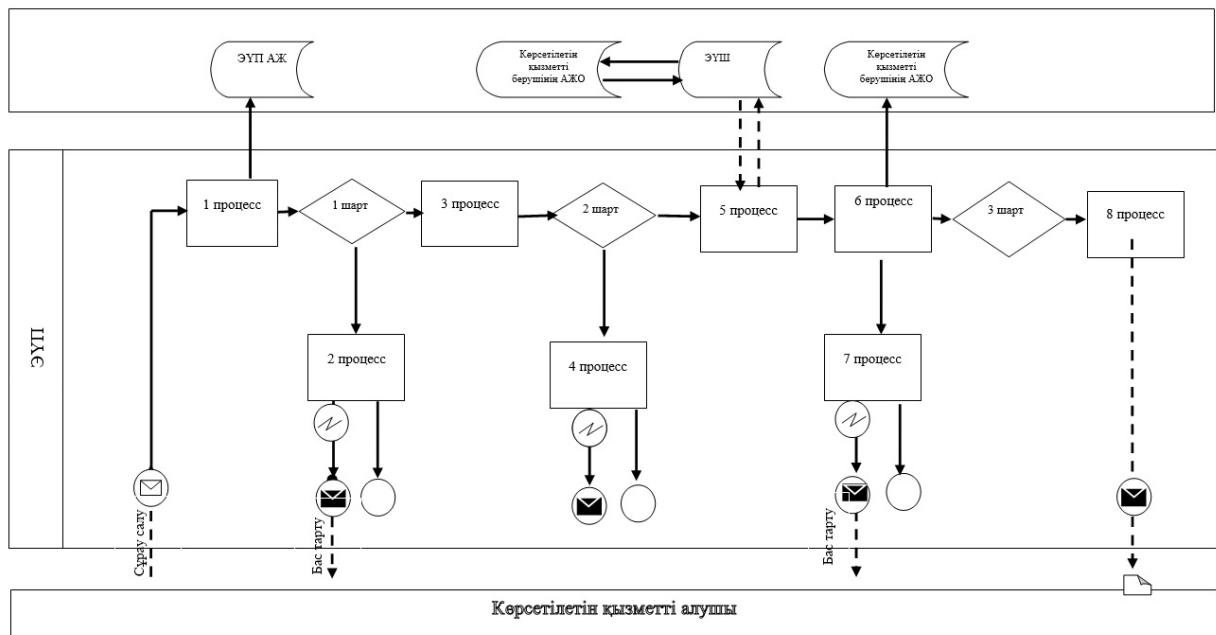 ЭҮП АЖ
Көрсетілетін
қызметті
берушінің АЖО
ЭҮШ
Көрсетілетін
қызметті
берушінің АЖО
ЭҮП
1 процесс
1 шарт
3 процесс
2 шарт
5 процесс
6 процесс
3 шарт
8 процесс
2 процесс
4 процесс
7 процесс
Сұрау салу
Бас тарту
Бас тарту
Көрсетілетін қызметті алушы